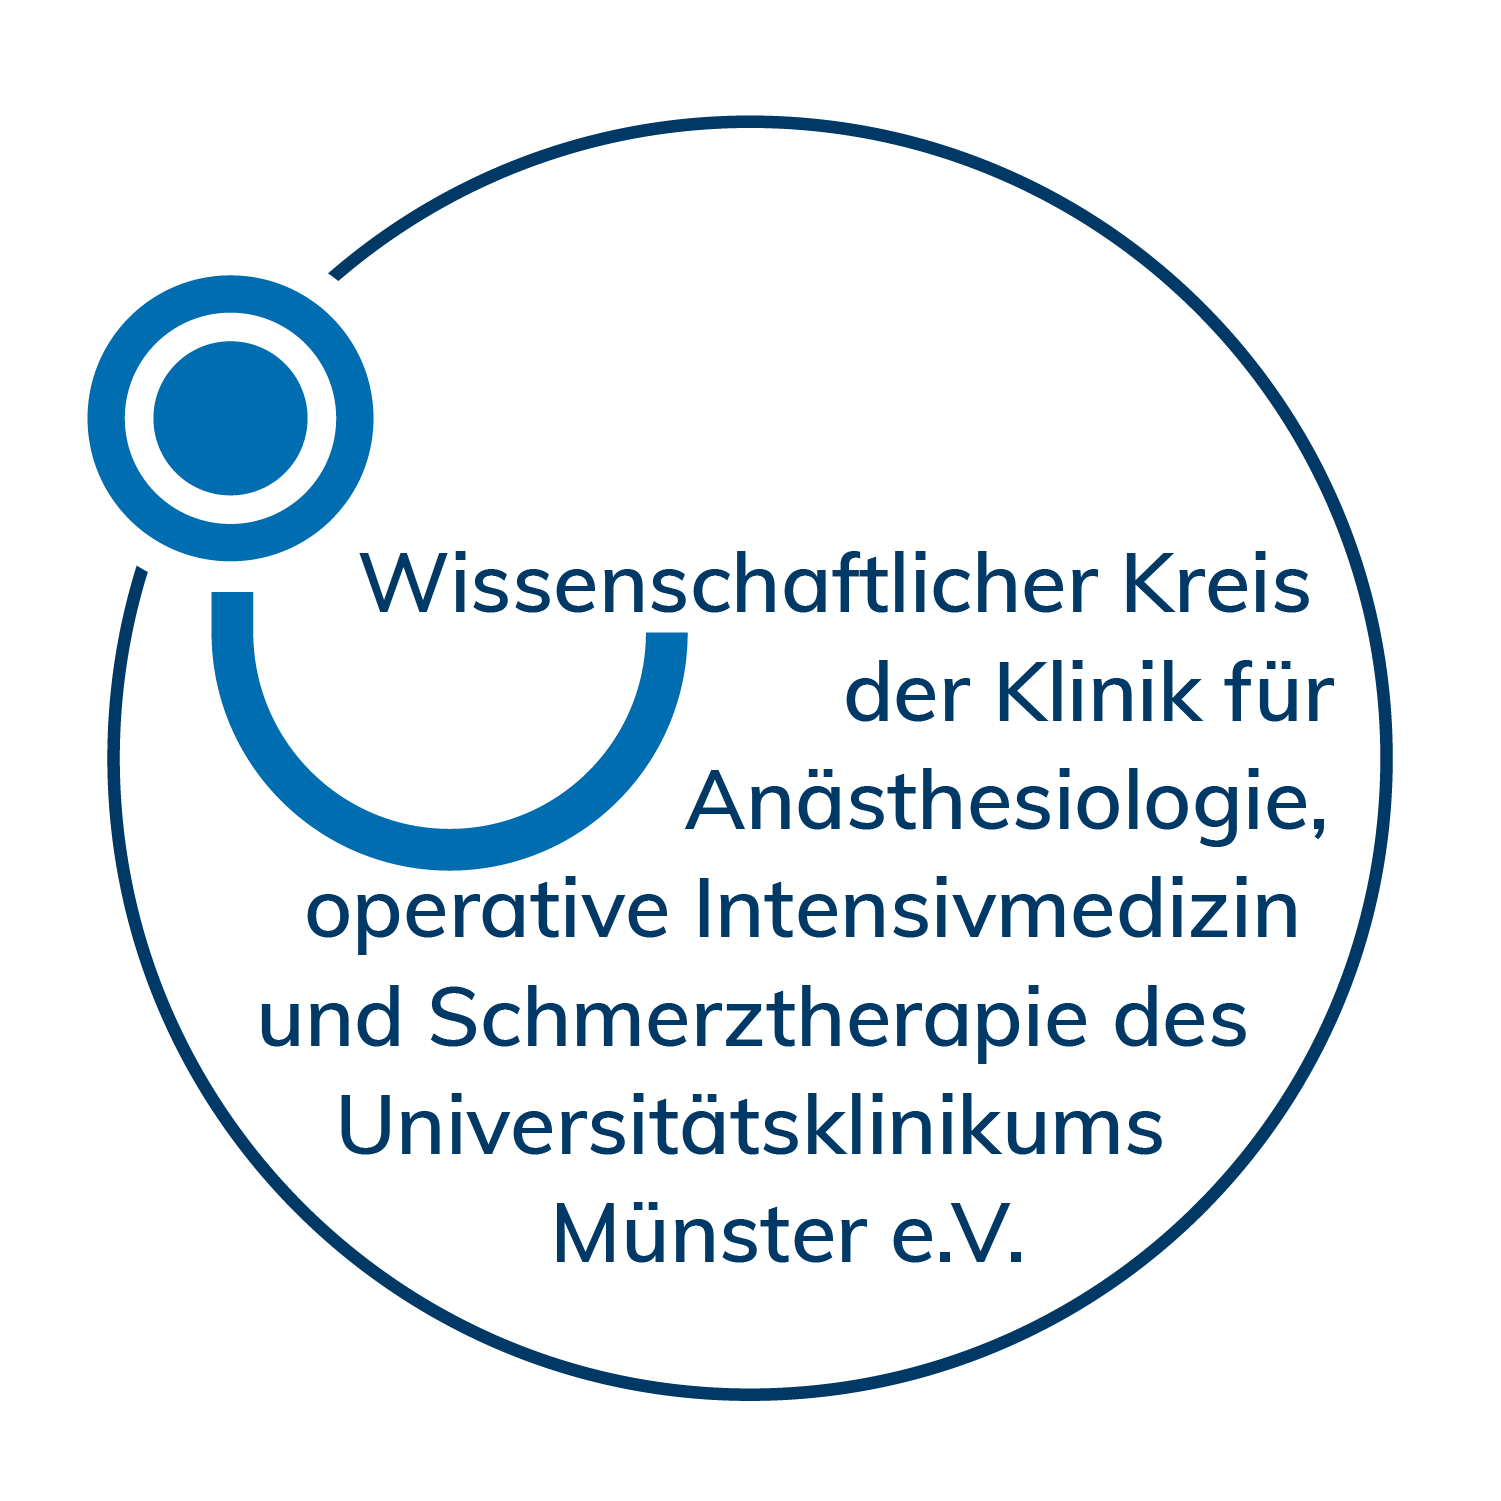 Wissenschaftlicher Kreis
der Klinik für
Anästhesiologie,
operative Intensivmedizin
und Schmerztherapie des
Universitätsklinikums
Münster e.V.